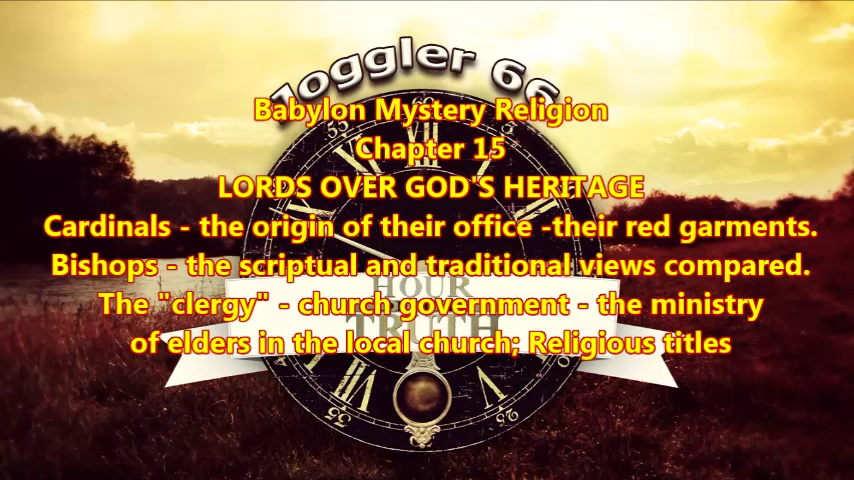 Joggler 66
Babylon Mystery Religion
Chapter 15
LORDS OVER GOD'S HERITAGE
Cardinals - the origin of their office -their red garments.
Bishops - the scriptual and traditional views compared.
The "clergy" - church government - the ministry
of elders in the local church; Religious titles
HOUR
TRUTH